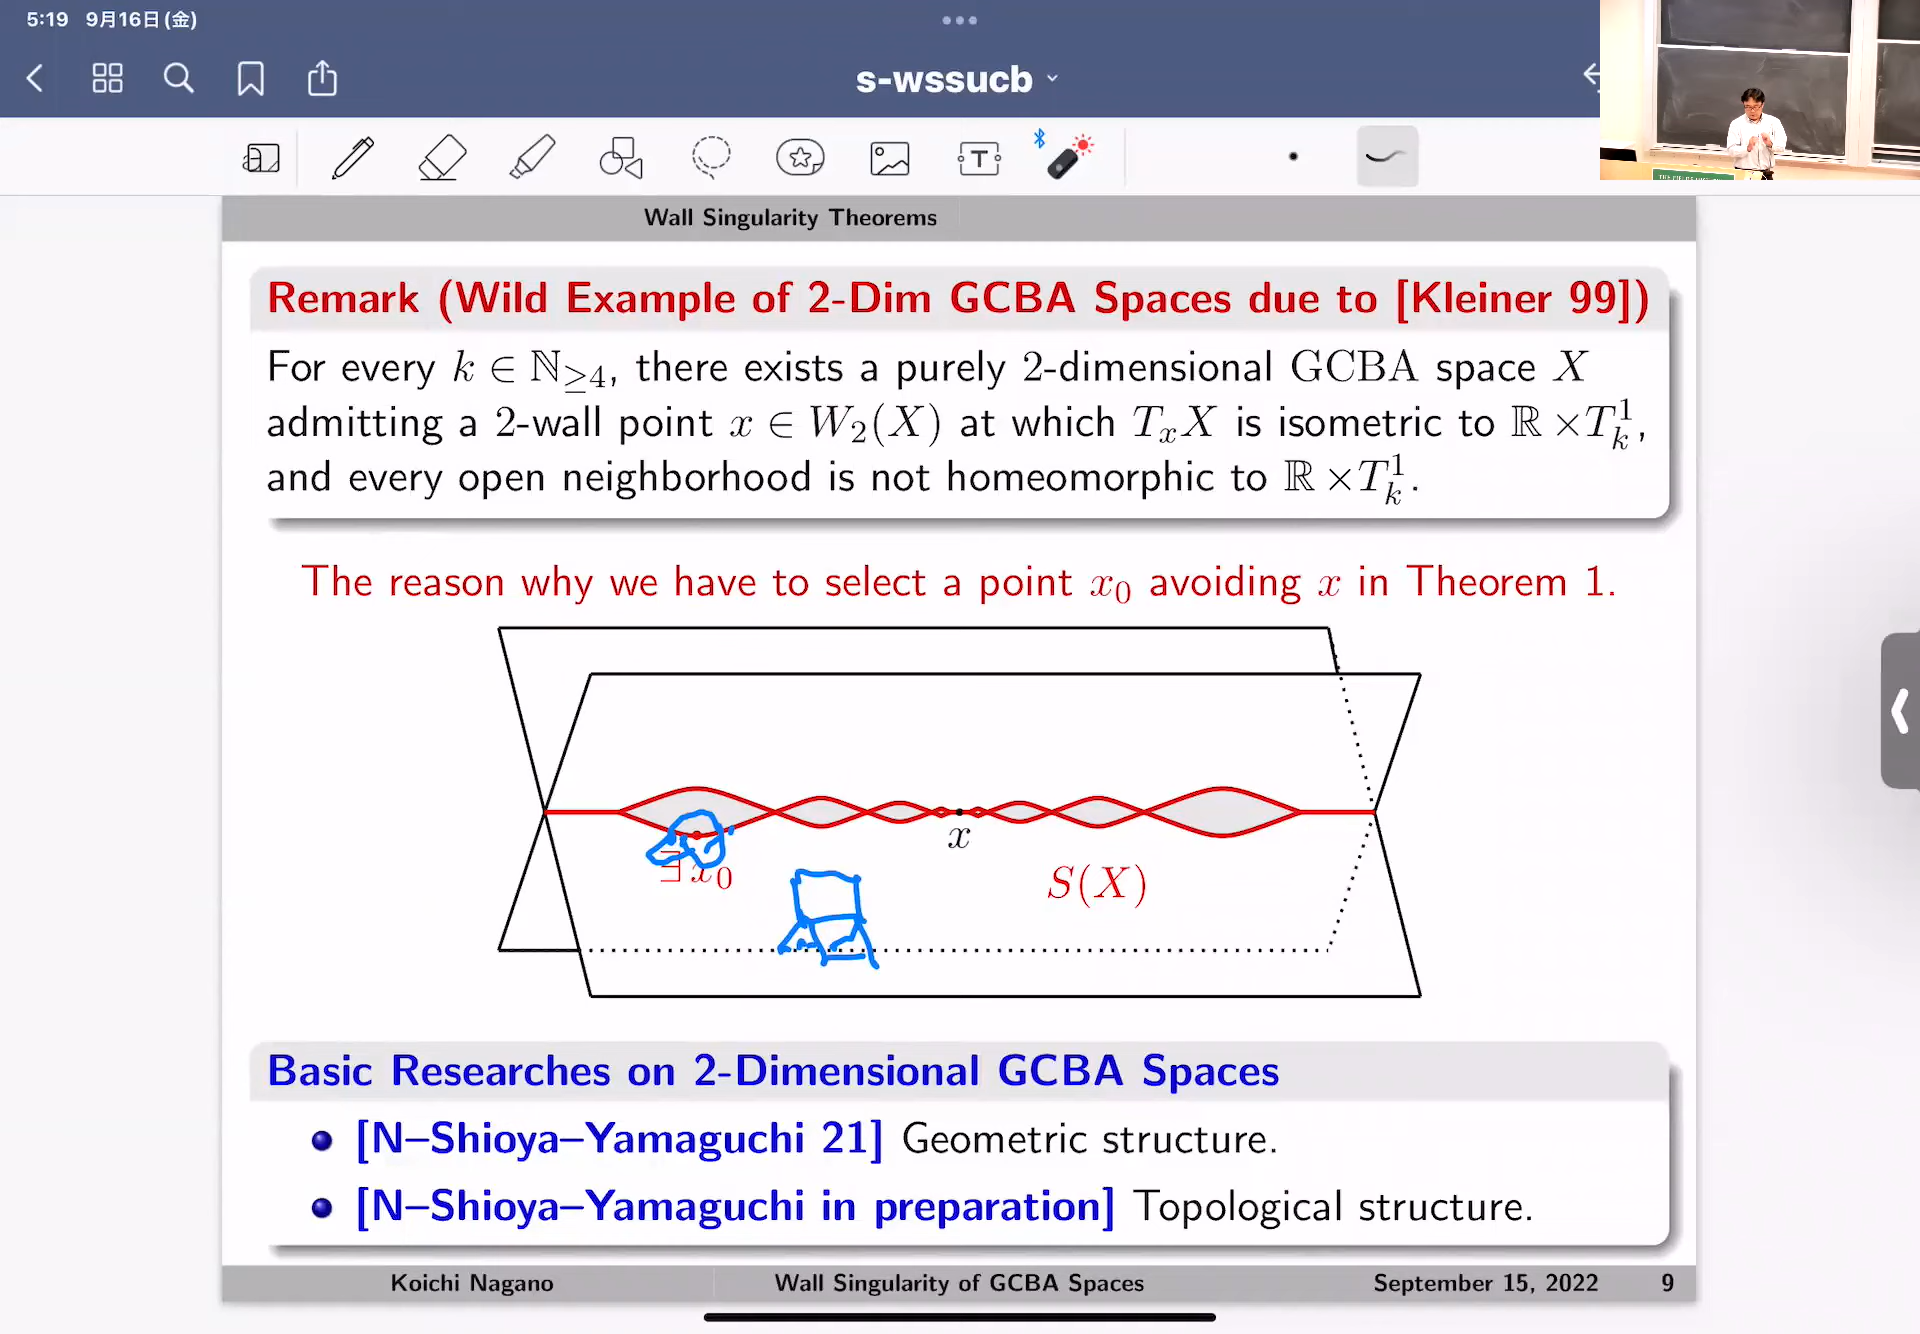 5:19 9月16日(金)
s-wssucb
Wall Singularity Theorems
Remark (Wild Example of 2-Dim GCBA Spaces due to [Kleiner 99])
For every k ∈ ℕ≥4, there exists a purely 2-dimensional GCBA space X
admitting a 2-wall point x ∈ W₂(X) at which TₓX is isometric to ℝ ×T¹ₖ,
and every open neighborhood is not homeomorphic to ℝ ×T¹ₖ.
The reason why we have to select a point x₀ avoiding x in Theorem 1.
x
∃x₀
S(X)
Basic Researches on 2-Dimensional GCBA Spaces
[N–Shioya–Yamaguchi 21] Geometric structure.
[N–Shioya–Yamaguchi in preparation] Topological structure.
Koichi Nagano Wall Singularity of GCBA Spaces September 15, 2022 9